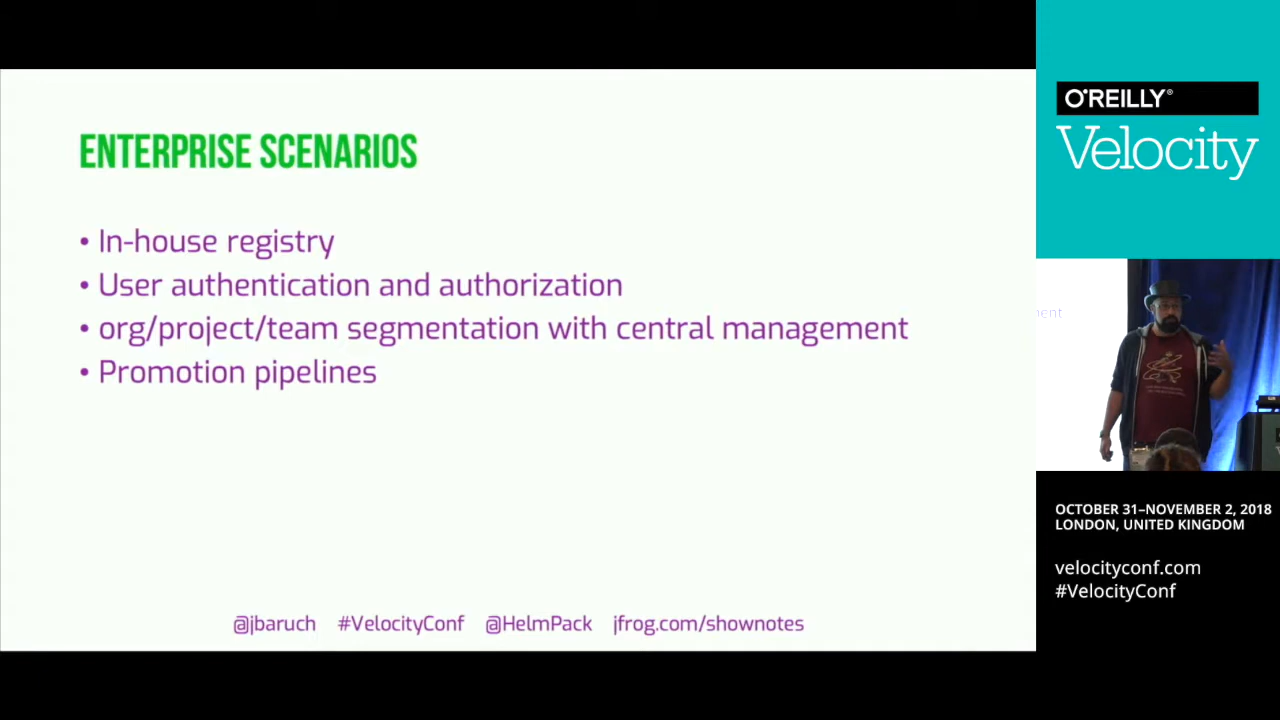 ENTERPRISE SCENARIOS
• In-house registry
• User authentication and authorization
• org/project/team segmentation with central management
• Promotion pipelines
@jbaruch #VelocityConf @HelmPack jfrog.com/shownotes
O'REILLY®
Velocity
ent
OCTOBER 31–NOVEMBER 2, 2018
LONDON, UNITED KINGDOM
velocityconf.com
#VelocityConf